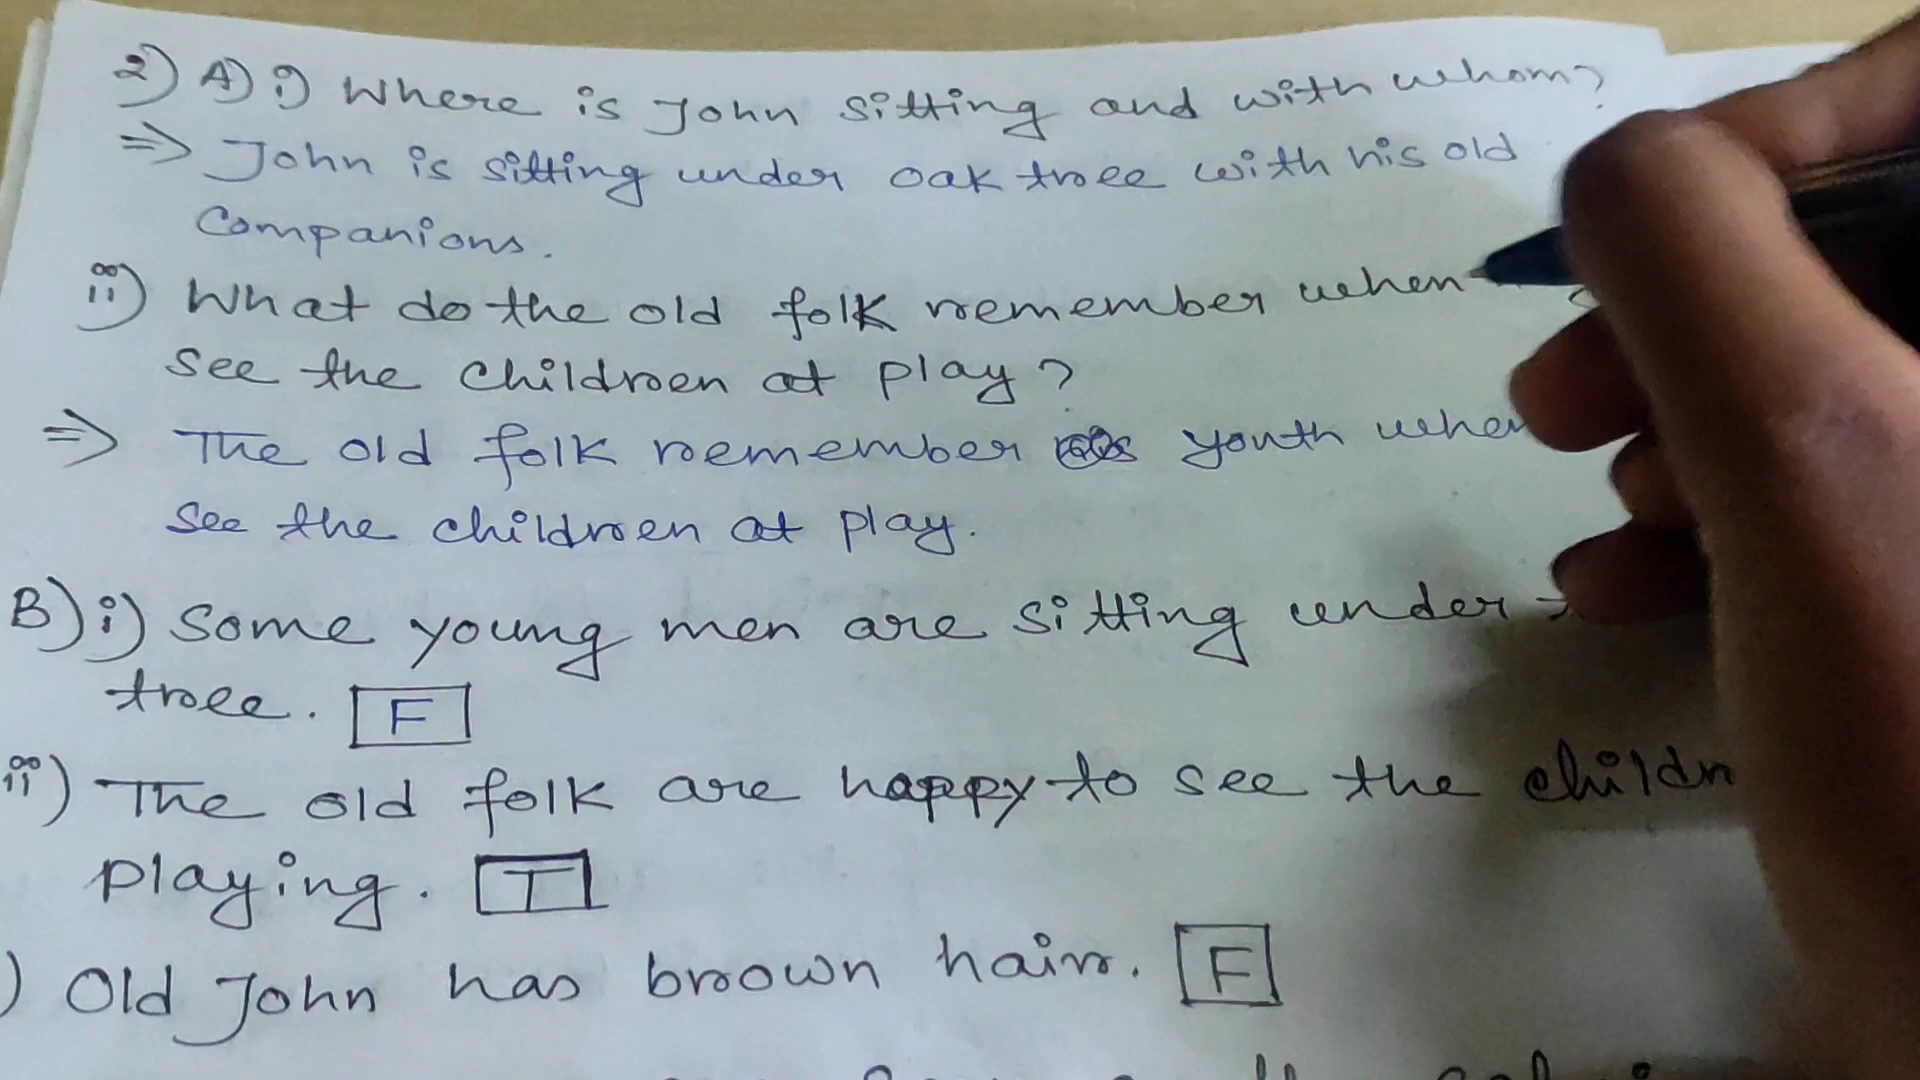 2) A) i) Where is John sitting and with whom?
⇒ John is sitting under oak tree with his old
companions.
ii) What do the old folk remember when
see the children at play?
⇒ The old folk remember youth when
see the children at play.
B) i) Some young men are sitting under
tree. F
ii) The old folk are happy to see the child
playing. T
) Old John has brown hair. F